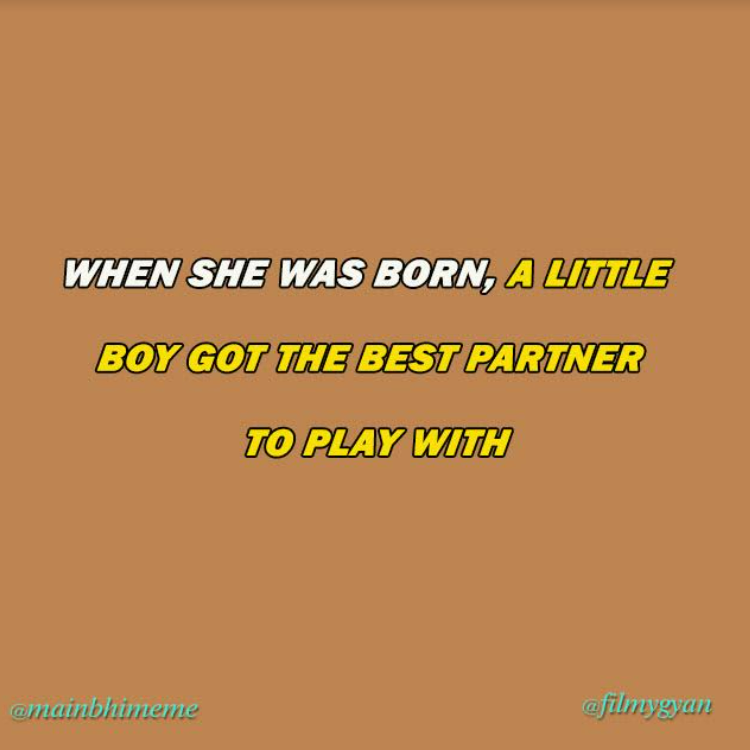 WHEN SHE WAS BORN, A LITTLE
BOY GOT THE BEST PARTNER
TO PLAY WITH
@mainbhimeme
@filmygyan